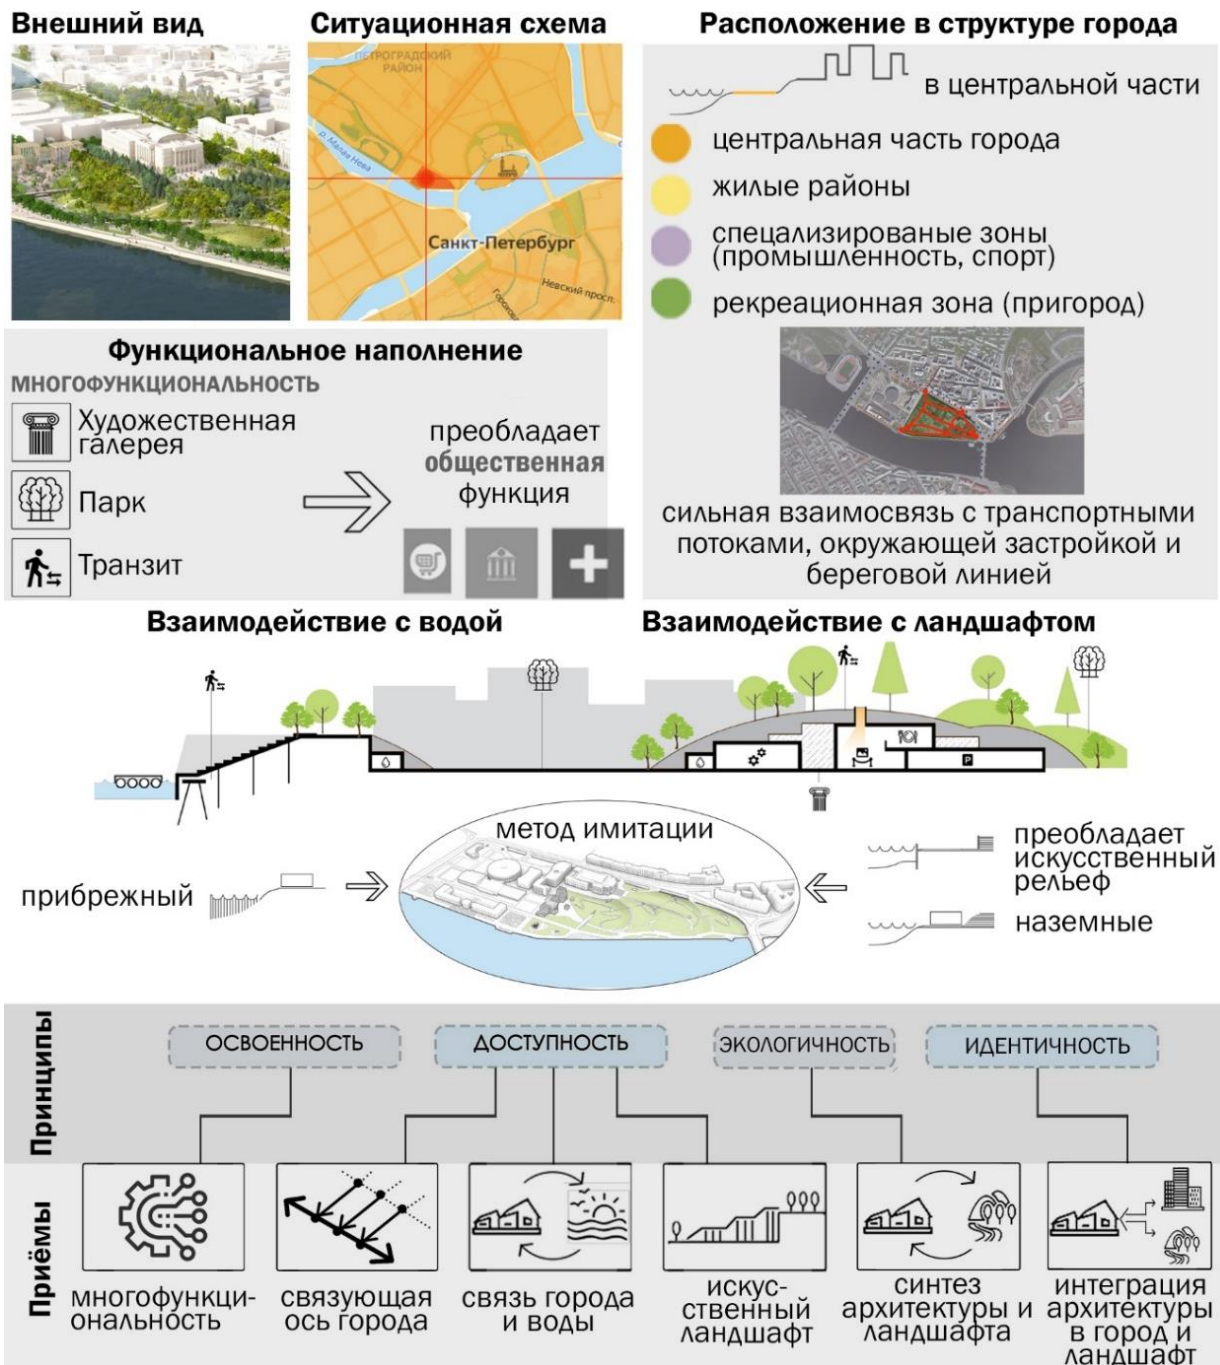 Внешний вид
Ситуационная схема
ПЕТРОГРАДСКИЙ
РАЙОН
р. Малая Нева
Санкт-Петербург
Невский просп.
Расположение в структуре города
в центральной части
центральная часть города
жилые районы
спецализированые зоны
(промышленность, спорт)
рекреационная зона (пригород)
сильная взаимосвязь с транспортными
потоками, окружающей застройкой и
береговой линией
Функциональное наполнение
МНОГОФУНКЦИОНАЛЬНОСТЬ
Художественная
галерея
Парк
Транзит
преобладает
общественная
функция
Взаимодействие с водой
Взаимодействие с ландшафтом
P
метод имитации
прибрежный
преобладает
искусственный
рельеф
наземные
Принципы
ОСВОЕННОСТЬ
ДОСТУПНОСТЬ
ЭКОЛОГИЧНОСТЬ
ИДЕНТИЧНОСТЬ
Приёмы
многофункци-
ональность
связующая
ось города
связь города
и воды
искус-
ственный
ландшафт
синтез
архитектуры и
ландшафта
интеграция
архитектуры
в город и
ландшафт